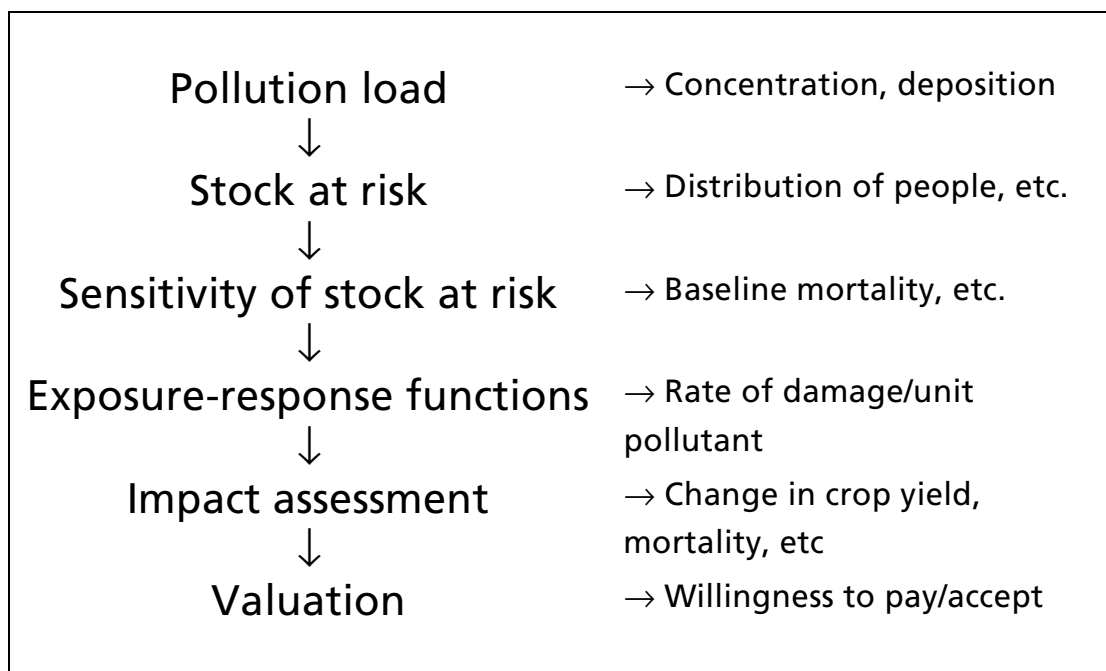 Pollution load → Concentration, deposition
↓
Stock at risk → Distribution of people, etc.
↓
Sensitivity of stock at risk → Baseline mortality, etc.
↓
Exposure-response functions → Rate of damage/unit
pollutant
↓
Impact assessment → Change in crop yield,
mortality, etc
↓
Valuation → Willingness to pay/accept